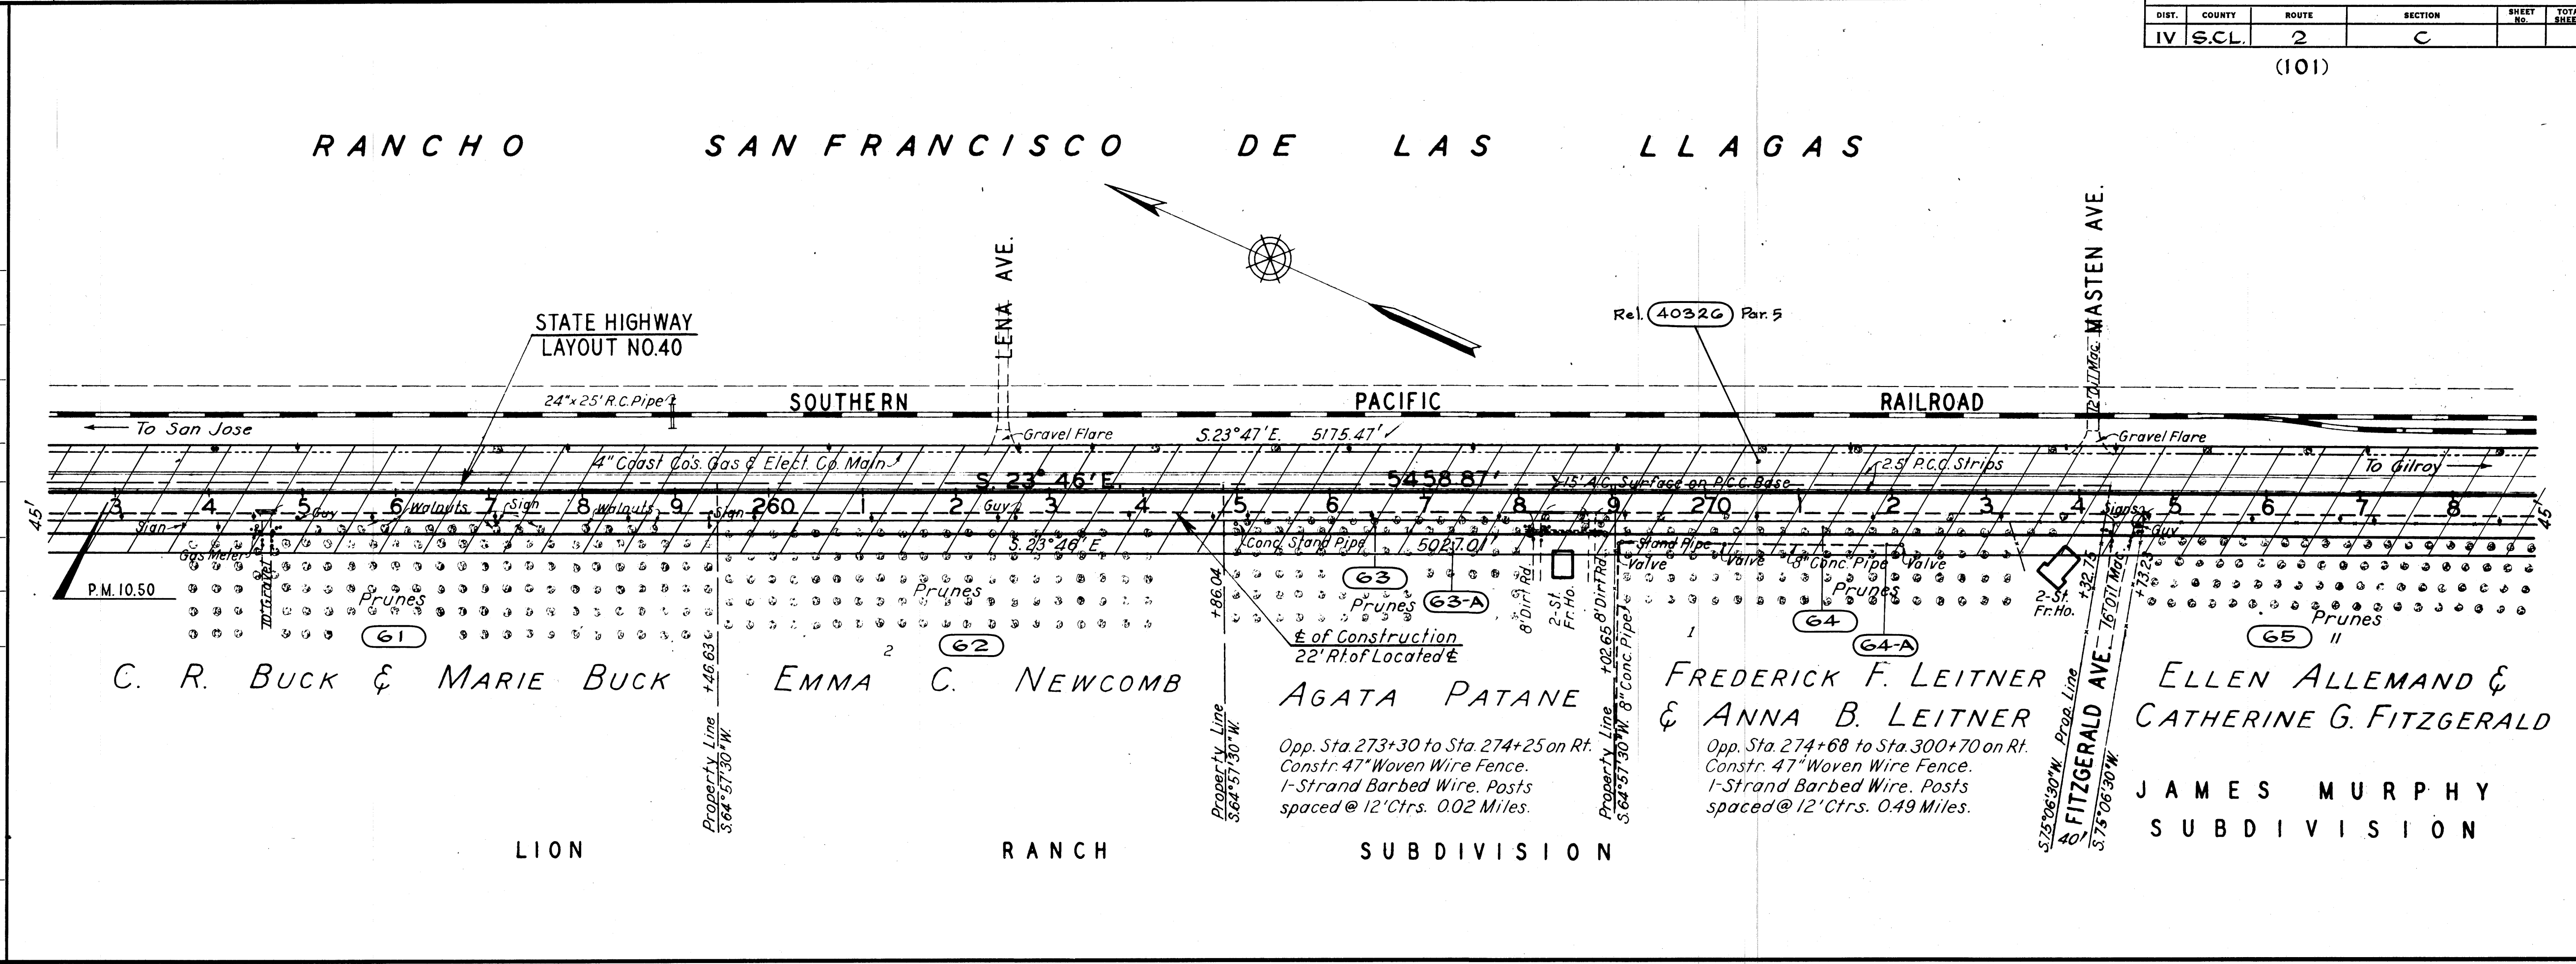 DIST. COUNTY ROUTE SECTION SHEET No.
IV S.CL. 2 C
(101)
RANCHO SAN FRANCISCO DE LAS LLAGAS
LENA AVE.
MASTEN AVE.
STATE HIGHWAY
LAYOUT NO.40
Rel. 40326 Par. 5
24"x 25' R.C. Pipe
SOUTHERN PACIFIC RAILROAD
To San Jose
Gravel Flare
S.23°47'E. 5175.47'
Gravel Flare
4" Coast Co's. Gas & Elect. Co. Main
2.5' P.C.C. Strips
To Gilroy
S. 23° 46' E. 5458.87'
15' A.C. Surface on P.C.C. Base
45'
3 4 5 6 7 8 9 260 1 2 3 4 5 6 7 8 9 270 1 2 3 4 5 6 7 8
45'
Sign
Guy
Walnuts
Sign
Walnuts
Sign
Guy
Signs
Guy
Gas Meter
S. 23°46' E. 5027.01'
Conc. Stand Pipe
Stand Pipe
Valve
Valve
8" Conc. Pipe
Valve
P.M. 10.50
10' Gravel
Prunes
Prunes
Prunes
Prunes
Prunes
61
62
63
63-A
64
64-A
65
2
1
11
8' Dirt Rd.
2-St.
Fr. Ho.
8' Dirt Rd.
2-St.
Fr. Ho.
℄ of Construction
22' Rt. of Located ℄
C. R. BUCK & MARIE BUCK
EMMA C. NEWCOMB
AGATA PATANE
FREDERICK F. LEITNER
& ANNA B. LEITNER
ELLEN ALLEMAND &
CATHERINE G. FITZGERALD
Property Line +46.63
S.64°57'30"W.
Property Line +86.04
S.64°57'30"W.
Property Line +02.65
S.64°57'30"W. 8" Conc. Pipe
S.75°06'30"W. Prop. Line +32.75
40' FITZGERALD AVE. 16' Oil Mac.
S.75°06'30"W. +73.23
Opp. Sta. 273+30 to Sta. 274+25 on Rt.
Constr. 47" Woven Wire Fence.
1-Strand Barbed Wire. Posts
spaced @ 12' Ctrs. 0.02 Miles.
Opp. Sta. 274+68 to Sta. 300+70 on Rt.
Constr. 47" Woven Wire Fence.
1-Strand Barbed Wire. Posts
spaced @ 12' Ctrs. 0.49 Miles.
JAMES MURPHY
SUBDIVISION
LION RANCH SUBDIVISION